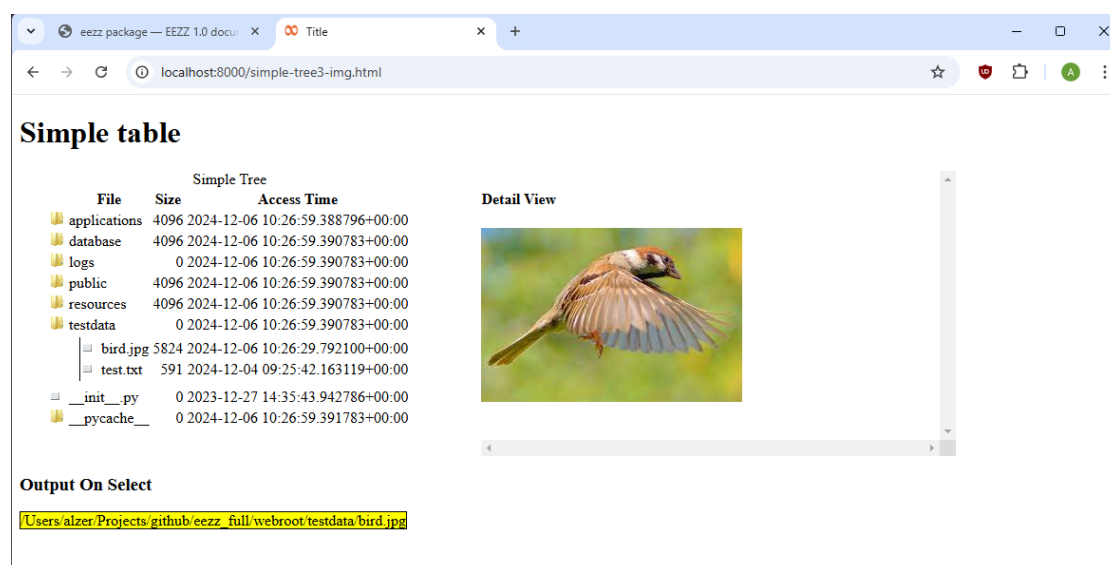 eezz package — EEZZ 1.0 docu
Title
localhost:8000/simple-tree3-img.html
A
Simple table
Simple Tree
File Size Access Time
applications 4096 2024-12-06 10:26:59.388796+00:00
database 4096 2024-12-06 10:26:59.390783+00:00
logs 0 2024-12-06 10:26:59.390783+00:00
public 4096 2024-12-06 10:26:59.390783+00:00
resources 4096 2024-12-06 10:26:59.390783+00:00
testdata 0 2024-12-06 10:26:59.390783+00:00
bird.jpg 5824 2024-12-06 10:26:29.792100+00:00
test.txt 591 2024-12-04 09:25:42.163119+00:00
__init__.py 0 2023-12-27 14:35:43.942786+00:00
__pycache__ 0 2024-12-06 10:26:59.391783+00:00
Detail View
Output On Select
/Users/alzer/Projects/github/eezz_full/webroot/testdata/bird.jpg